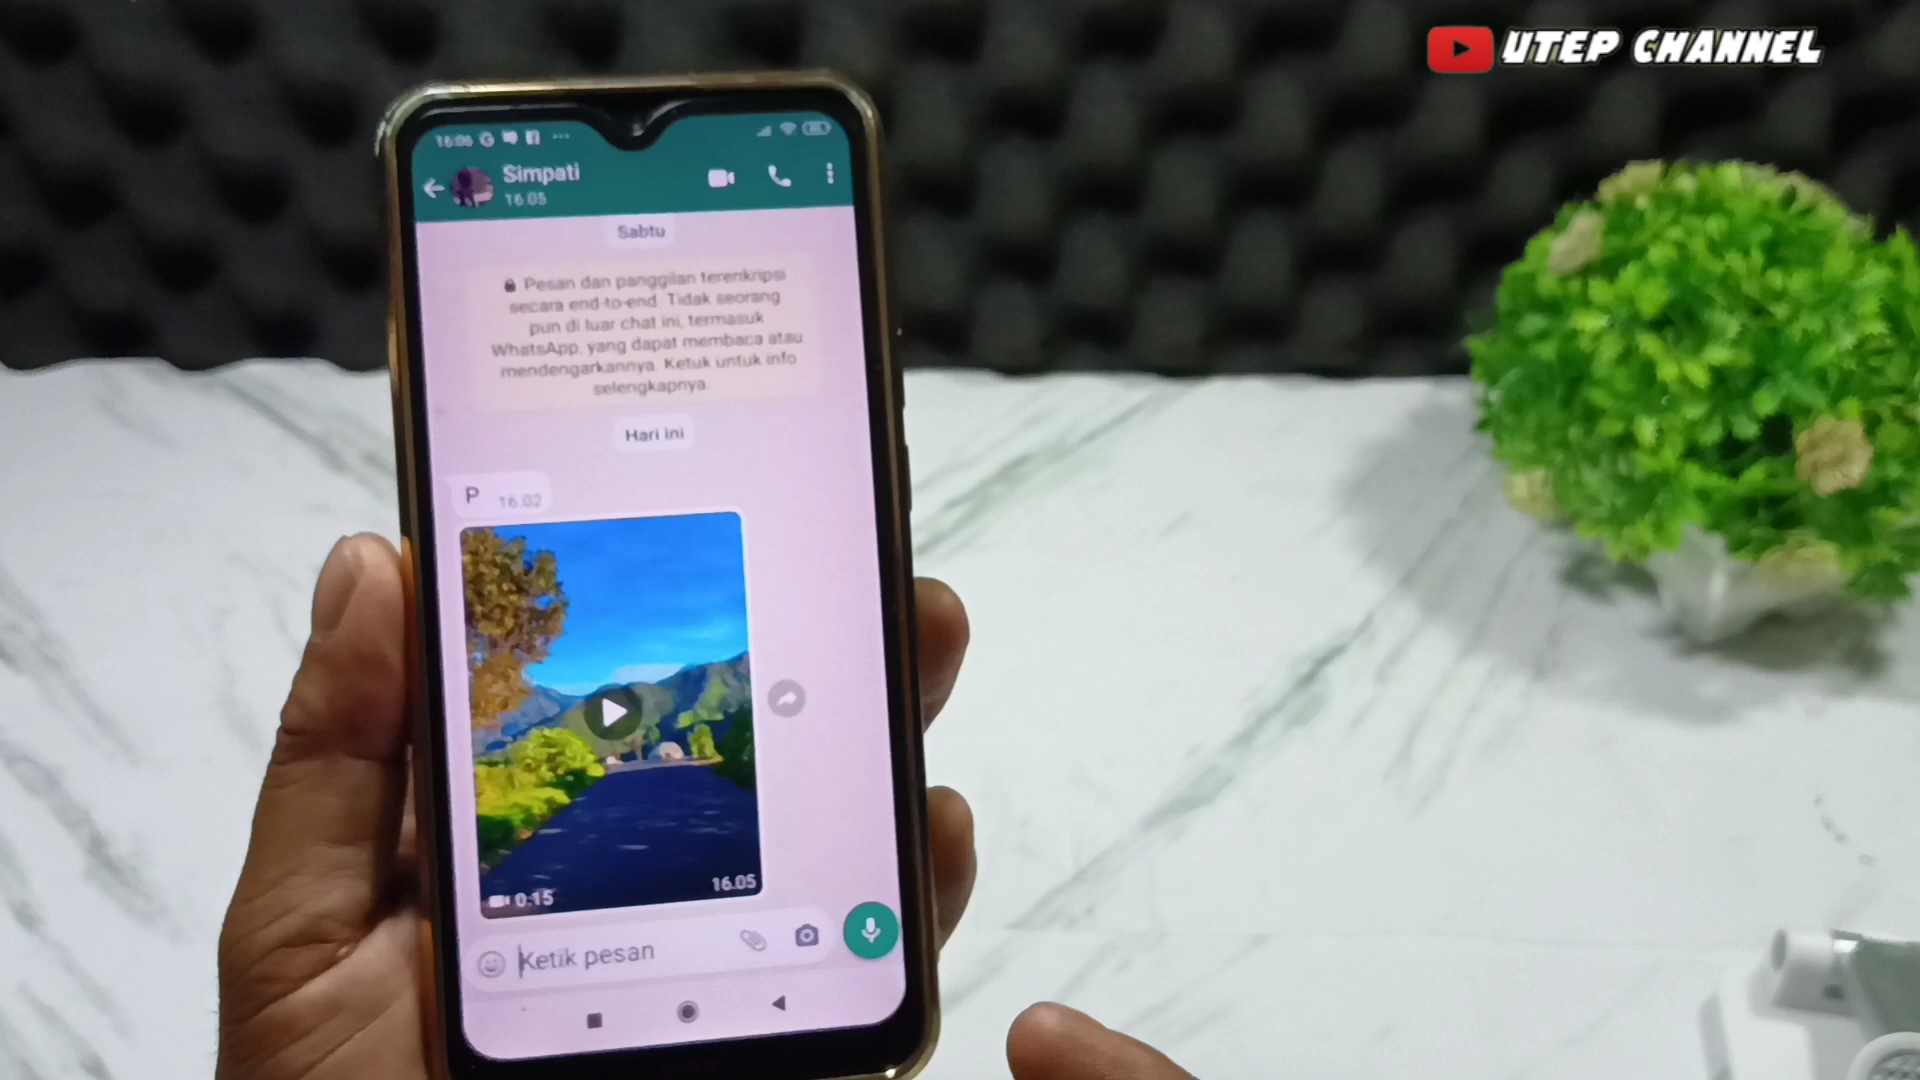 UTEP CHANNEL
16:06
Simpati
16.05
Sabtu
Pesan dan panggilan terenkripsi
secara end-to-end. Tidak seorang
pun di luar chat ini, termasuk
WhatsApp, yang dapat membaca atau
mendengarkannya. Ketuk untuk info
selengkapnya.
Hari ini
P 16.02
0:15 16.05
Ketik pesan